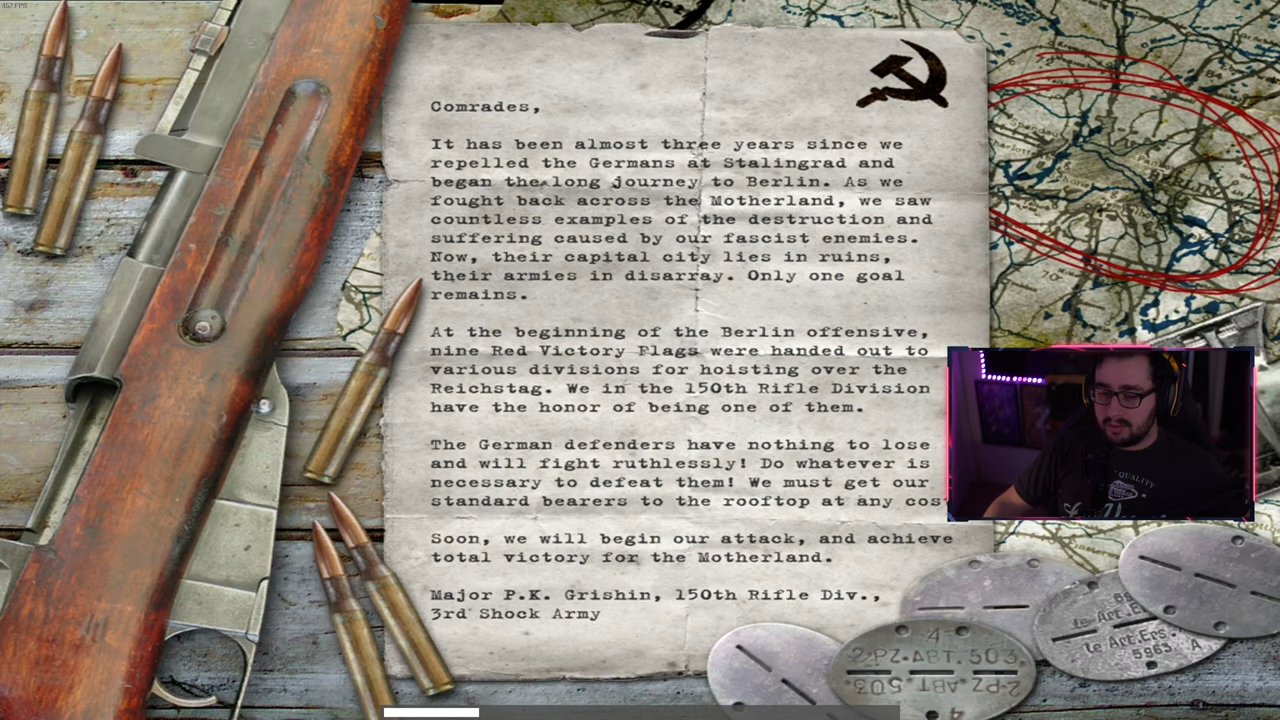 452 FPS
Comrades,
It has been almost three years since we
repelled the Germans at Stalingrad and
began the long journey to Berlin. As we
fought back across the Motherland, we saw
countless examples of the destruction and
suffering caused by our fascist enemies.
Now, their capital city lies in ruins,
their armies in disarray. Only one goal
remains.
At the beginning of the Berlin offensive,
nine Red Victory Flags were handed out to
various divisions for hoisting over the
Reichstag. We in the 150th Rifle Division
have the honor of being one of them.
The German defenders have nothing to lose
and will fight ruthlessly! Do whatever is
necessary to defeat them! We must get our
standard bearers to the rooftop at any cos
Soon, we will begin our attack, and achieve
total victory for the Motherland.
Major P.K. Grishin, 150th Rifle Div.,
3rd Shock Army
BERLIN
QUALITY
le Art.Ers.
5963 A
4
2-PZ-ABT. 503.
2-PZ-ABT. 503.
4